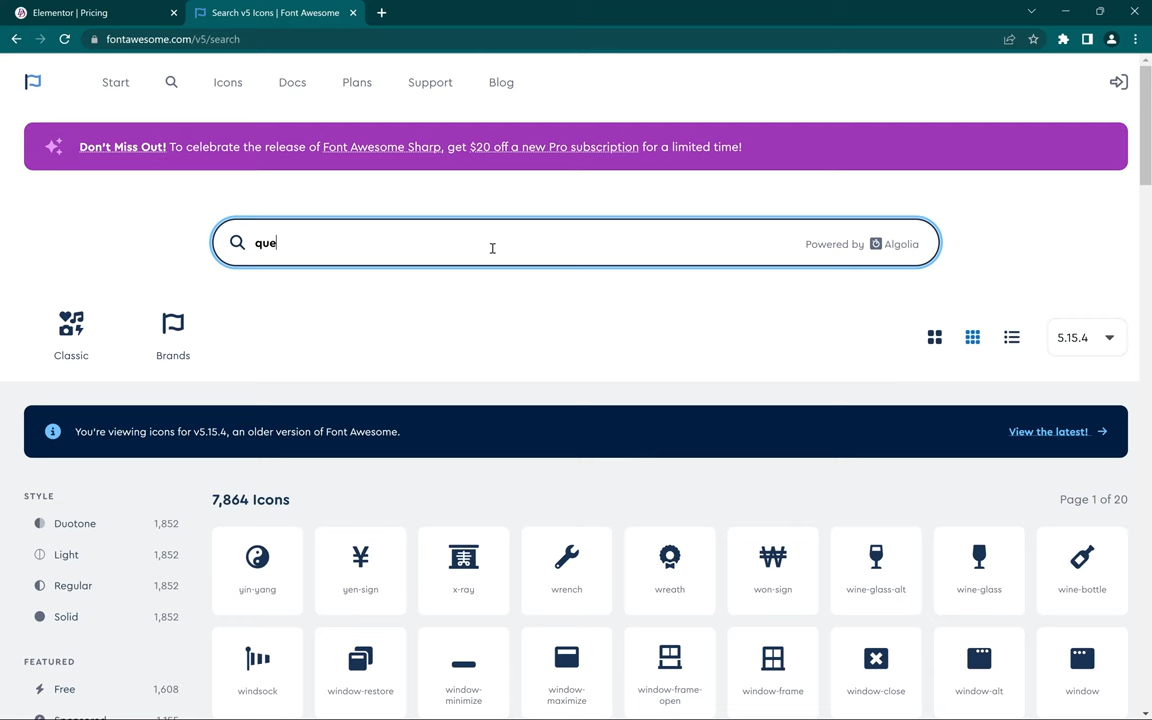 Elementor | Pricing
Search v5 Icons | Font Awesome
fontawesome.com/v5/search
Start
Icons
Docs
Plans
Support
Blog
Don't Miss Out! To celebrate the release of Font Awesome Sharp, get $20 off a new Pro subscription for a limited time!
que
Powered by Algolia
Classic
Brands
5.15.4
You're viewing icons for v5.15.4, an older version of Font Awesome.
View the latest!
STYLE
Duotone 1,852
Light 1,852
Regular 1,852
Solid 1,852
FEATURED
Free 1,608
Sponsored 1,155
7,864 Icons
Page 1 of 20
yin-yang
yen-sign
x-ray
wrench
wreath
won-sign
wine-glass-alt
wine-glass
wine-bottle
windsock
window-restore
window-
minimize
window-
maximize
window-frame-
open
window-frame
window-close
window-alt
window